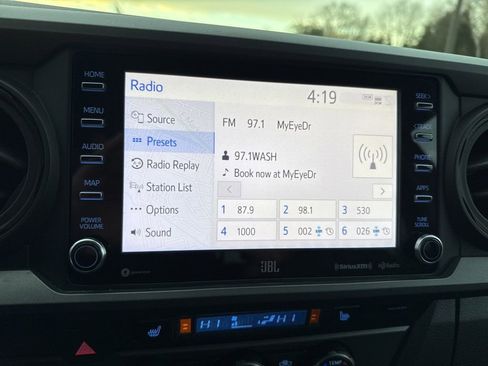 Radio
4:19
HOME
MENU
AUDIO
MAP
POWER
VOLUME
Source
Presets
Radio Replay
Station List
Options
Sound
FM 97.1 MyEyeDr
97.1WASH
Book now at MyEyeDr
< >
1 87.9 2 98.1 3 530
4 1000 5 002 6 026
SEEK>
<TRACK
PHONE
APPS
TUNE
SCROLL
JBL
SiriusXM
HD Radio
HI HI
TEMP